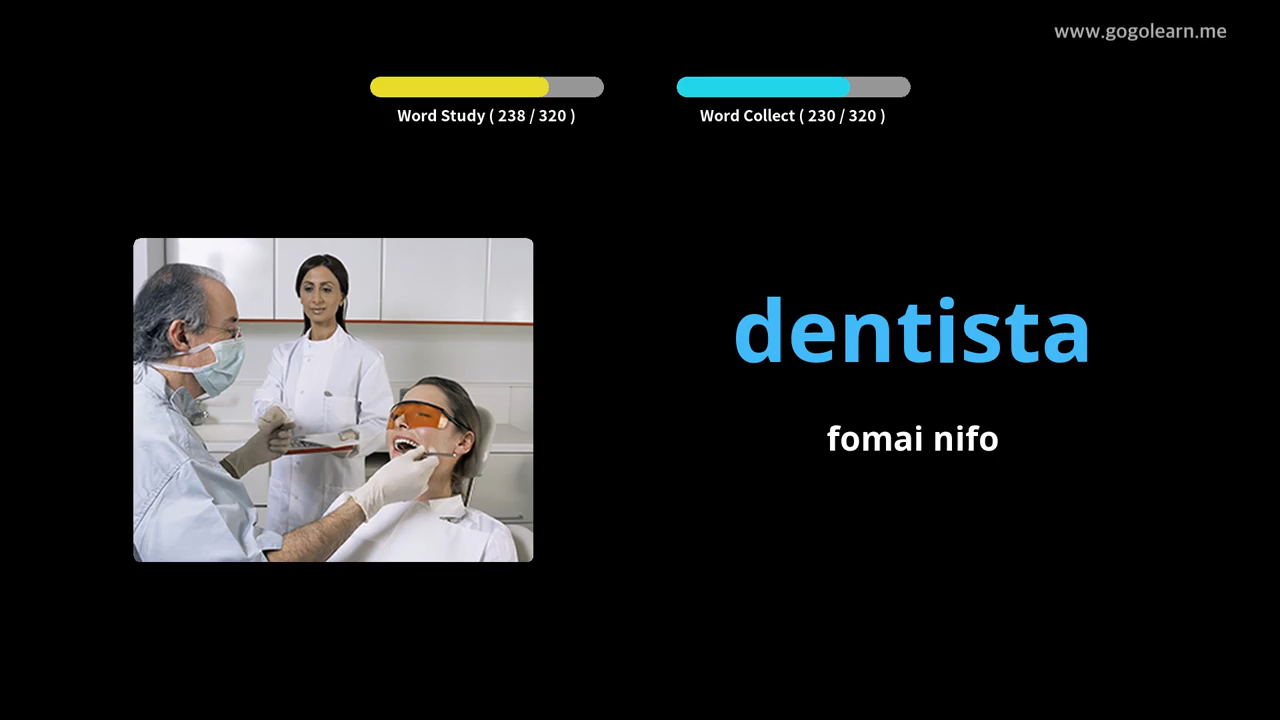 www.gogolearn.me
Word Study ( 238 / 320 )
Word Collect ( 230 / 320 )
dentista
fomai nifo